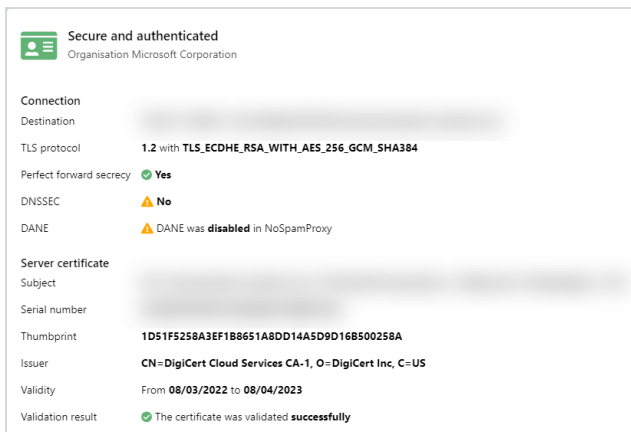 Secure and authenticated
Organisation Microsoft Corporation
Connection
Destination
TLS protocol 1.2 with TLS_ECDHE_RSA_WITH_AES_256_GCM_SHA384
Perfect forward secrecy Yes
DNSSEC No
DANE DANE was disabled in NoSpamProxy
Server certificate
Subject
Serial number
Thumbprint 1D51F5258A3EF1B8651A8DD14A5D9D16B500258A
Issuer CN=DigiCert Cloud Services CA-1, O=DigiCert Inc, C=US
Validity From 08/03/2022 to 08/04/2023
Validation result The certificate was validated successfully